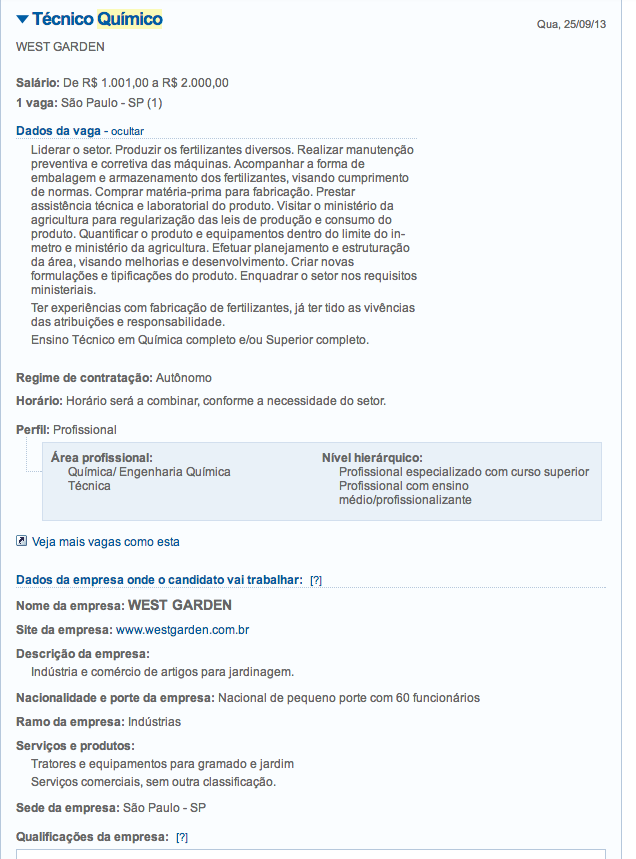 Técnico Químico
Qua, 25/09/13
WEST GARDEN
Salário: De R$ 1.001,00 a R$ 2.000,00
1 vaga: São Paulo - SP (1)
Dados da vaga - ocultar
Liderar o setor. Produzir os fertilizantes diversos. Realizar manutenção
preventiva e corretiva das máquinas. Acompanhar a forma de
embalagem e armazenamento dos fertilizantes, visando cumprimento
de normas. Comprar matéria-prima para fabricação. Prestar
assistência técnica e laboratorial do produto. Visitar o ministério da
agricultura para regularização das leis de produção e consumo do
produto. Quantificar o produto e equipamentos dentro do limite do in-
metro e ministério da agricultura. Efetuar planejamento e estruturação
da área, visando melhorias e desenvolvimento. Criar novas
formulações e tipificações do produto. Enquadrar o setor nos requisitos
ministeriais.
Ter experiências com fabricação de fertilizantes, já ter tido as vivências
das atribuições e responsabilidade.
Ensino Técnico em Química completo e/ou Superior completo.
Regime de contratação: Autônomo
Horário: Horário será a combinar, conforme a necessidade do setor.
Perfil: Profissional
Área profissional:
Química/ Engenharia Química
Técnica
Nível hierárquico:
Profissional especializado com curso superior
Profissional com ensino
médio/profissionalizante
Veja mais vagas como esta
Dados da empresa onde o candidato vai trabalhar: [?]
Nome da empresa: WEST GARDEN
Site da empresa: www.westgarden.com.br
Descrição da empresa:
Indústria e comércio de artigos para jardinagem.
Nacionalidade e porte da empresa: Nacional de pequeno porte com 60 funcionários
Ramo da empresa: Indústrias
Serviços e produtos:
Tratores e equipamentos para gramado e jardim
Serviços comerciais, sem outra classificação.
Sede da empresa: São Paulo - SP
Qualificações da empresa: [?]